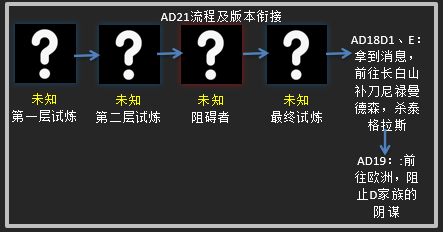 AD21流程及版本衔接
? ? ? ?
未知 未知 未知 未知
第一层试炼 第二层试炼 阻碍者 最终试炼
AD18D1、E：
拿到消息，
前往长白山
补刀尼禄曼
德森，杀泰
格拉斯
AD19：:前
往欧洲，阻
止D家族的
阴谋